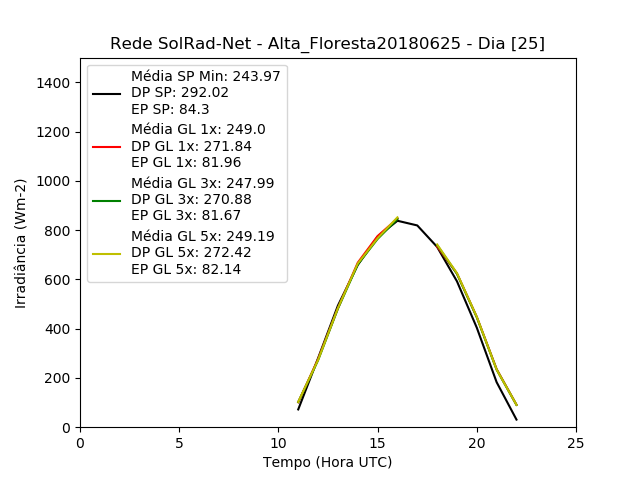 Rede SolRad-Net - Alta_Floresta20180625 - Dia [25]
Média SP Min: 243.97
DP SP: 292.02
EP SP: 84.3
Média GL 1x: 249.0
DP GL 1x: 271.84
EP GL 1x: 81.96
Média GL 3x: 247.99
DP GL 3x: 270.88
EP GL 3x: 81.67
Média GL 5x: 249.19
DP GL 5x: 272.42
EP GL 5x: 82.14
Irradiância (Wm-2)
1400
1200
1000
800
600
400
200
0
0 5 10 15 20 25
Tempo (Hora UTC)